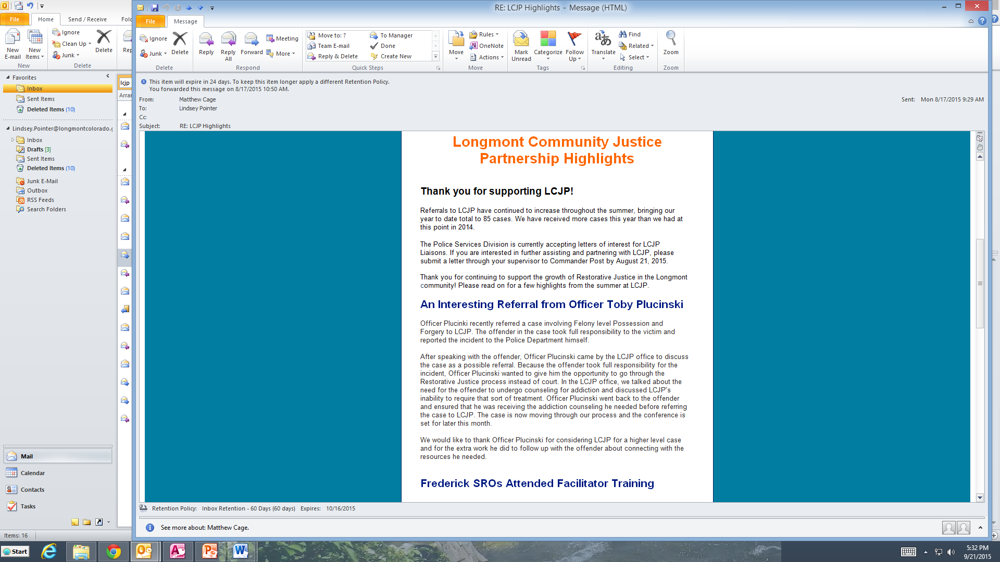 RE: LCJP Highlights - Message (HTML)
File
Home
Send / Receive
File
Message
New
E-mail
New
Items
Ignore
Clean Up
Junk
Delete
New
Delete
Ignore
Junk
Delete
Delete
Reply
Reply
All
Forward
Meeting
More
Respond
Move to: ?
Team E-mail
Reply & Delete
To Manager
Done
Create New
Quick Steps
Move
Rules
OneNote
Actions
Move
Mark
Unread
Categorize
Follow
Up
Tags
Translate
Find
Related
Select
Editing
Zoom
Zoom
Favorites
Inbox
Sent Items
Deleted Items (10)
Lindsey.Pointer@longmontcolorado.g
Inbox
Drafts [3]
Sent Items
Deleted Items (10)
Junk E-Mail
Outbox
RSS Feeds
Search Folders
Mail
Calendar
Contacts
Tasks
Items: 16
lcjp
Arran
This item will expire in 24 days. To keep this item longer apply a different Retention Policy.
You forwarded this message on 8/17/2015 10:50 AM.
From: Matthew Cage
Sent: Mon 8/17/2015 9:29 AM
To: Lindsey Pointer
Cc:
Subject: RE: LCJP Highlights
Longmont Community Justice
Partnership Highlights
Thank you for supporting LCJP!
Referrals to LCJP have continued to increase throughout the summer, bringing our
year to date total to 85 cases. We have received more cases this year than we had at
this point in 2014.
The Police Services Division is currently accepting letters of interest for LCJP
Liaisons. If you are interested in further assisting and partnering with LCJP, please
submit a letter through your supervisor to Commander Post by August 21, 2015.
Thank you for continuing to support the growth of Restorative Justice in the Longmont
community! Please read on for a few highlights from the summer at LCJP.
An Interesting Referral from Officer Toby Plucinski
Officer Plucinki recently referred a case involving Felony level Possession and
Forgery to LCJP. The offender in the case took full responsibility to the victim and
reported the incident to the Police Department himself.
After speaking with the offender, Officer Plucinski came by the LCJP office to discuss
the case as a possible referral. Because the offender took full responsibility for the
incident, Officer Plucinski wanted to give him the opportunity to go through the
Restorative Justice process instead of court. In the LCJP office, we talked about the
need for the offender to undergo counseling for addiction and discussed LCJP's
inability to require that sort of treatment. Officer Plucinski went back to the offender
and ensured that he was receiving the addiction counseling he needed before referring
the case to LCJP. The case is now moving through our process and the conference is
set for later this month.
We would like to thank Officer Plucinski for considering LCJP for a higher level case
and for the extra work he did to follow up with the offender about connecting with the
resources he needed.
Frederick SROs Attended Facilitator Training
Retention Policy: Inbox Retention - 60 Days (60 days) Expires: 10/16/2015
See more about: Matthew Cage.
Start
5:32 PM
9/21/2015